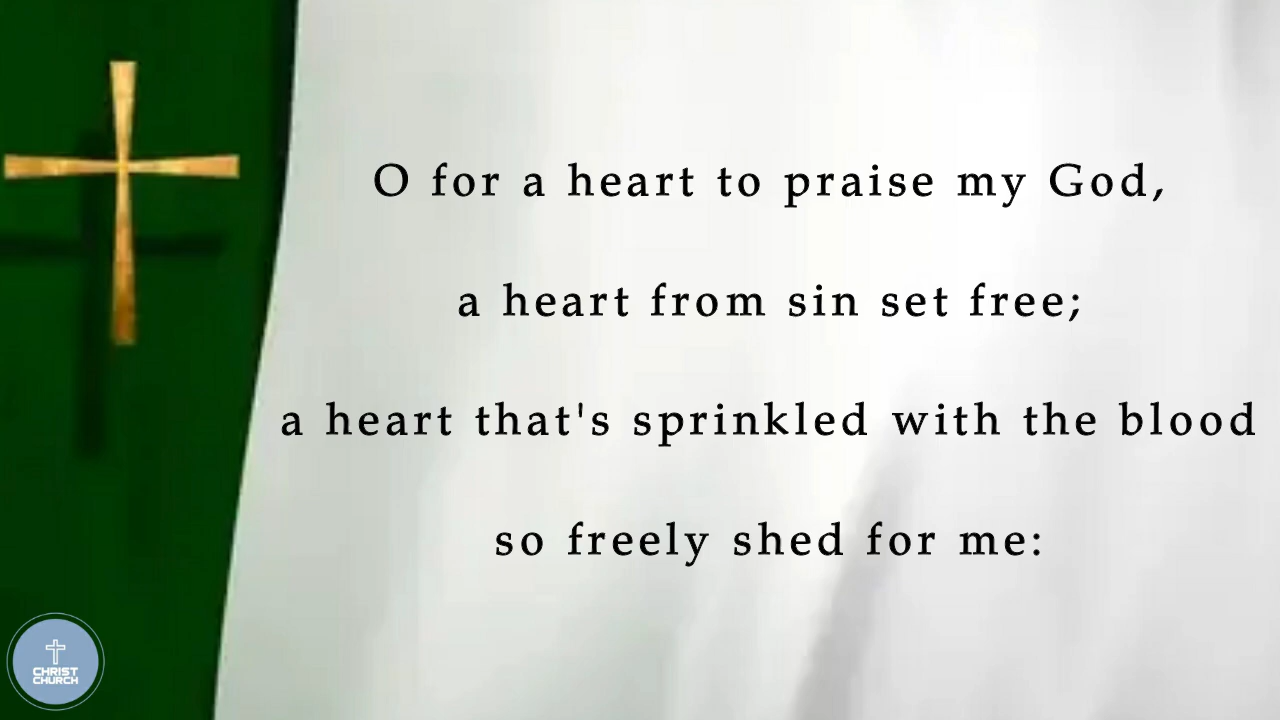 O for a heart to praise my God,
a heart from sin set free;
a heart that's sprinkled with the blood
so freely shed for me:
CHRIST
CHURCH